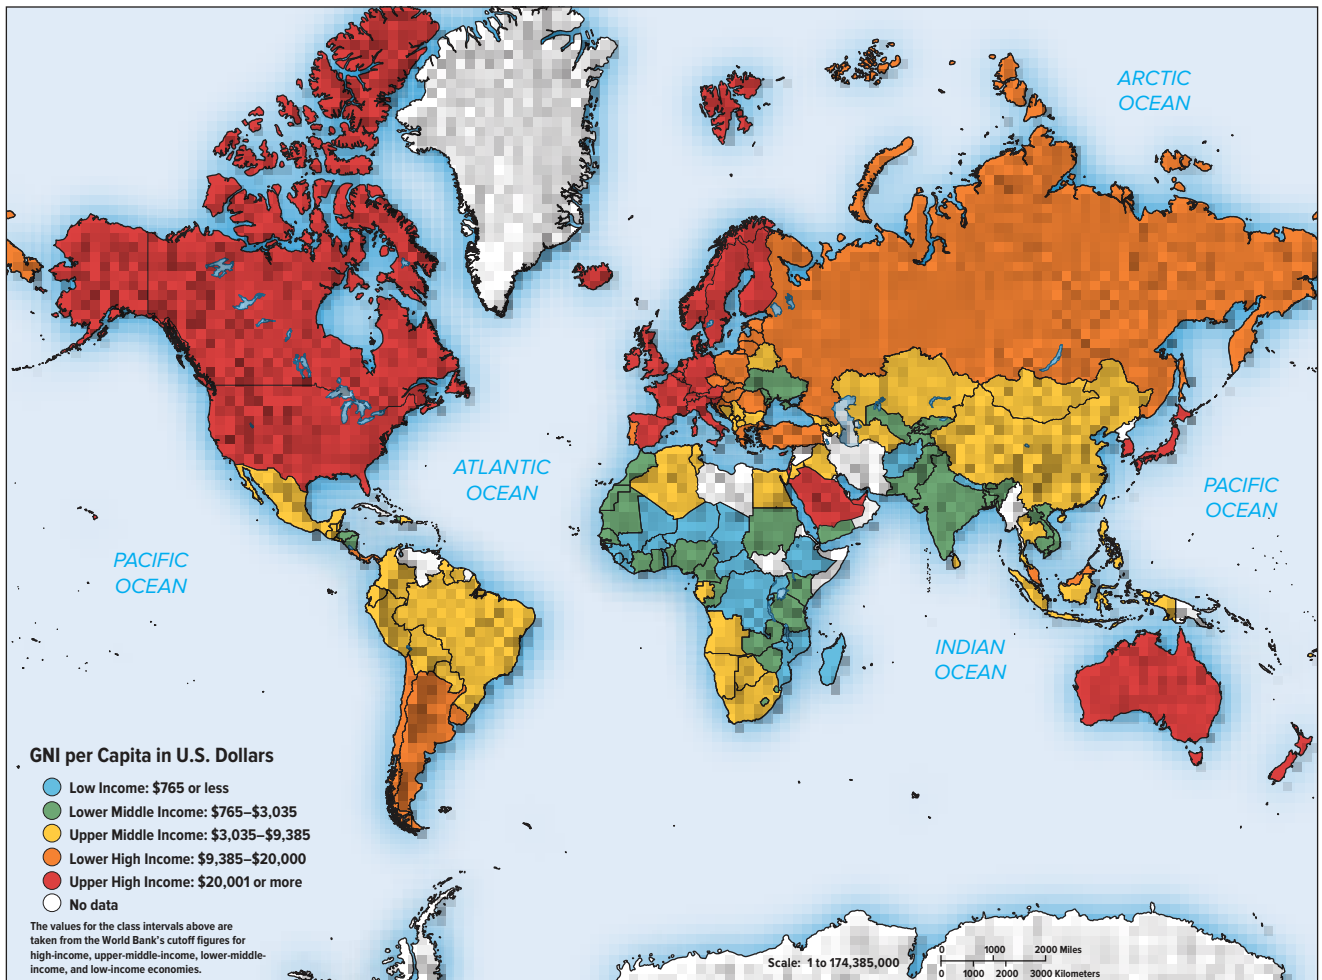 ARCTIC
OCEAN
ATLANTIC
OCEAN
PACIFIC
OCEAN
PACIFIC
OCEAN
INDIAN
OCEAN
GNI per Capita in U.S. Dollars
Low Income: $765 or less
Lower Middle Income: $765–$3,035
Upper Middle Income: $3,035–$9,385
Lower High Income: $9,385–$20,000
Upper High Income: $20,001 or more
No data
The values for the class intervals above are
taken from the World Bank's cutoff figures for
high-income, upper-middle-income, lower-middle-
income, and low-income economies.
Scale: 1 to 174,385,000
0 1000 2000 Miles
0 1000 2000 3000 Kilometers